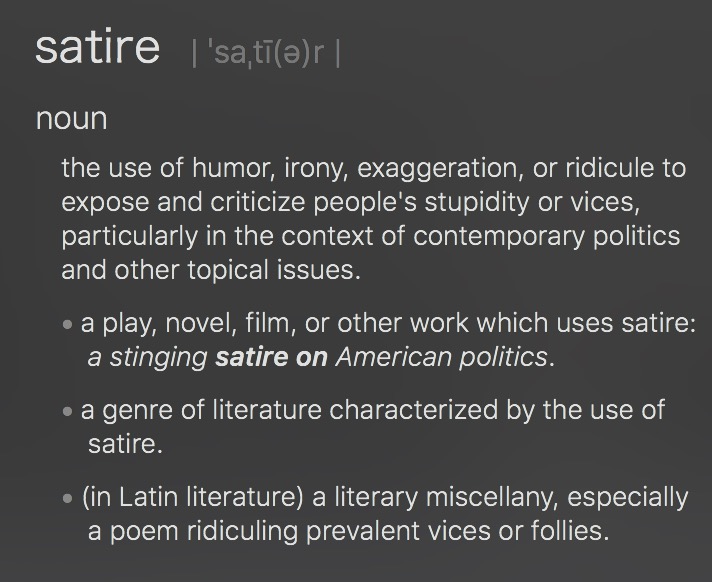 satire | ˈsaˌtī(ə)r |
noun
the use of humor, irony, exaggeration, or ridicule to
expose and criticize people's stupidity or vices,
particularly in the context of contemporary politics
and other topical issues.
• a play, novel, film, or other work which uses satire:
a stinging satire on American politics.
• a genre of literature characterized by the use of
satire.
• (in Latin literature) a literary miscellany, especially
a poem ridiculing prevalent vices or follies.